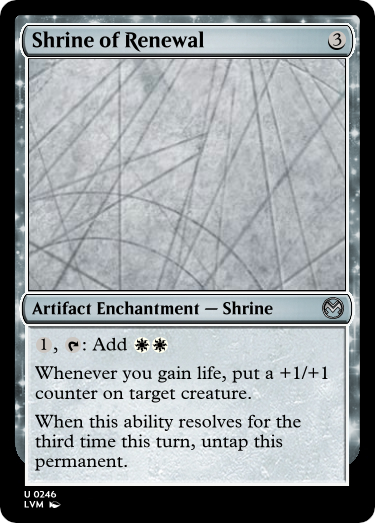 Shrine of Renewal 3
Artifact Enchantment — Shrine
1, : Add
Whenever you gain life, put a +1/+1
counter on target creature.
When this ability resolves for the
third time this turn, untap this
permanent.
U 0246
LVM